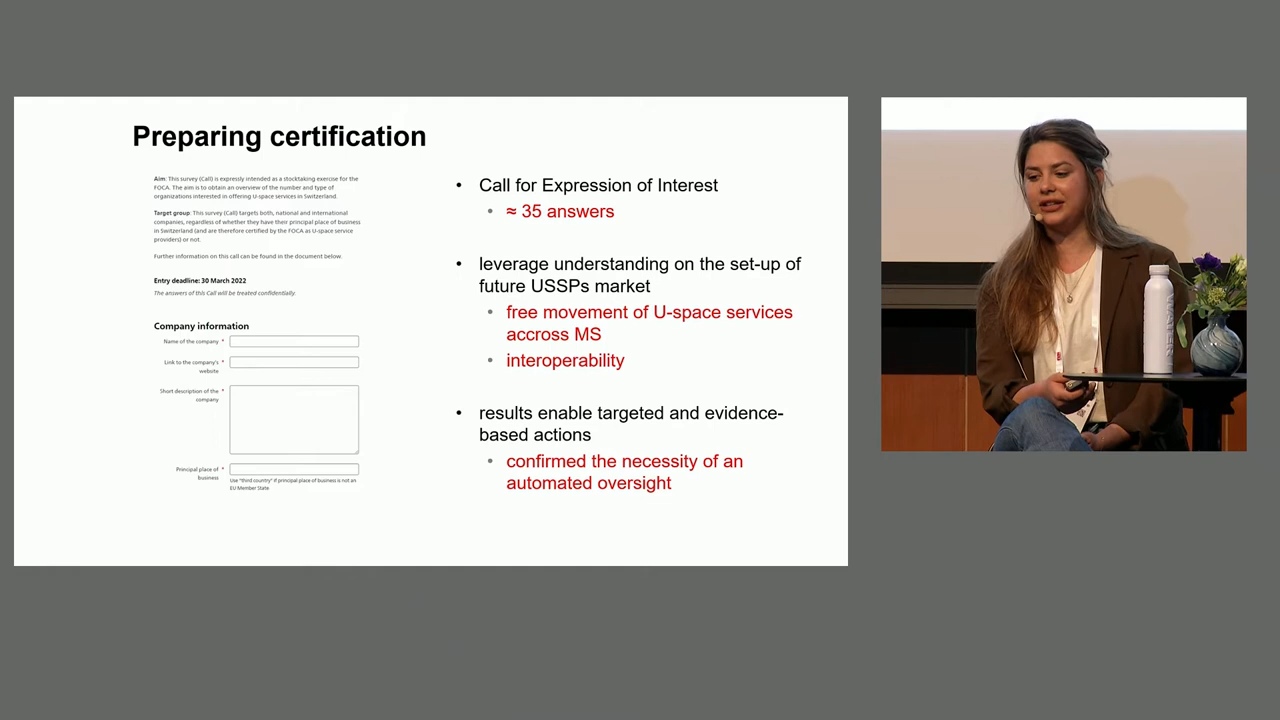 Preparing certification
Aim: This survey (Call) is expressly intended as a stocktaking exercise for the
FOCA. The aim is to obtain an overview of the number and type of
organizations interested in offering U-space services in Switzerland.
Target group: This survey (Call) targets both, national and international
companies, regardless of whether they have their principal place of business
in Switzerland (and are therefore certified by the FOCA as U-space service
providers) or not.
Further information on this call can be found in the document below.
Entry deadline: 30 March 2022
The answers of this Call will be treated confidentially.
Company information
Name of the company *
Link to the company's *
website
Short description of the *
company
Principal place of *
business
Use "third country" if principal place of business is not an
EU Member State
• Call for Expression of Interest
• ≈ 35 answers
• leverage understanding on the set-up of
future USSPs market
• free movement of U-space services
accross MS
• interoperability
• results enable targeted and evidence-
based actions
• confirmed the necessity of an
automated oversight